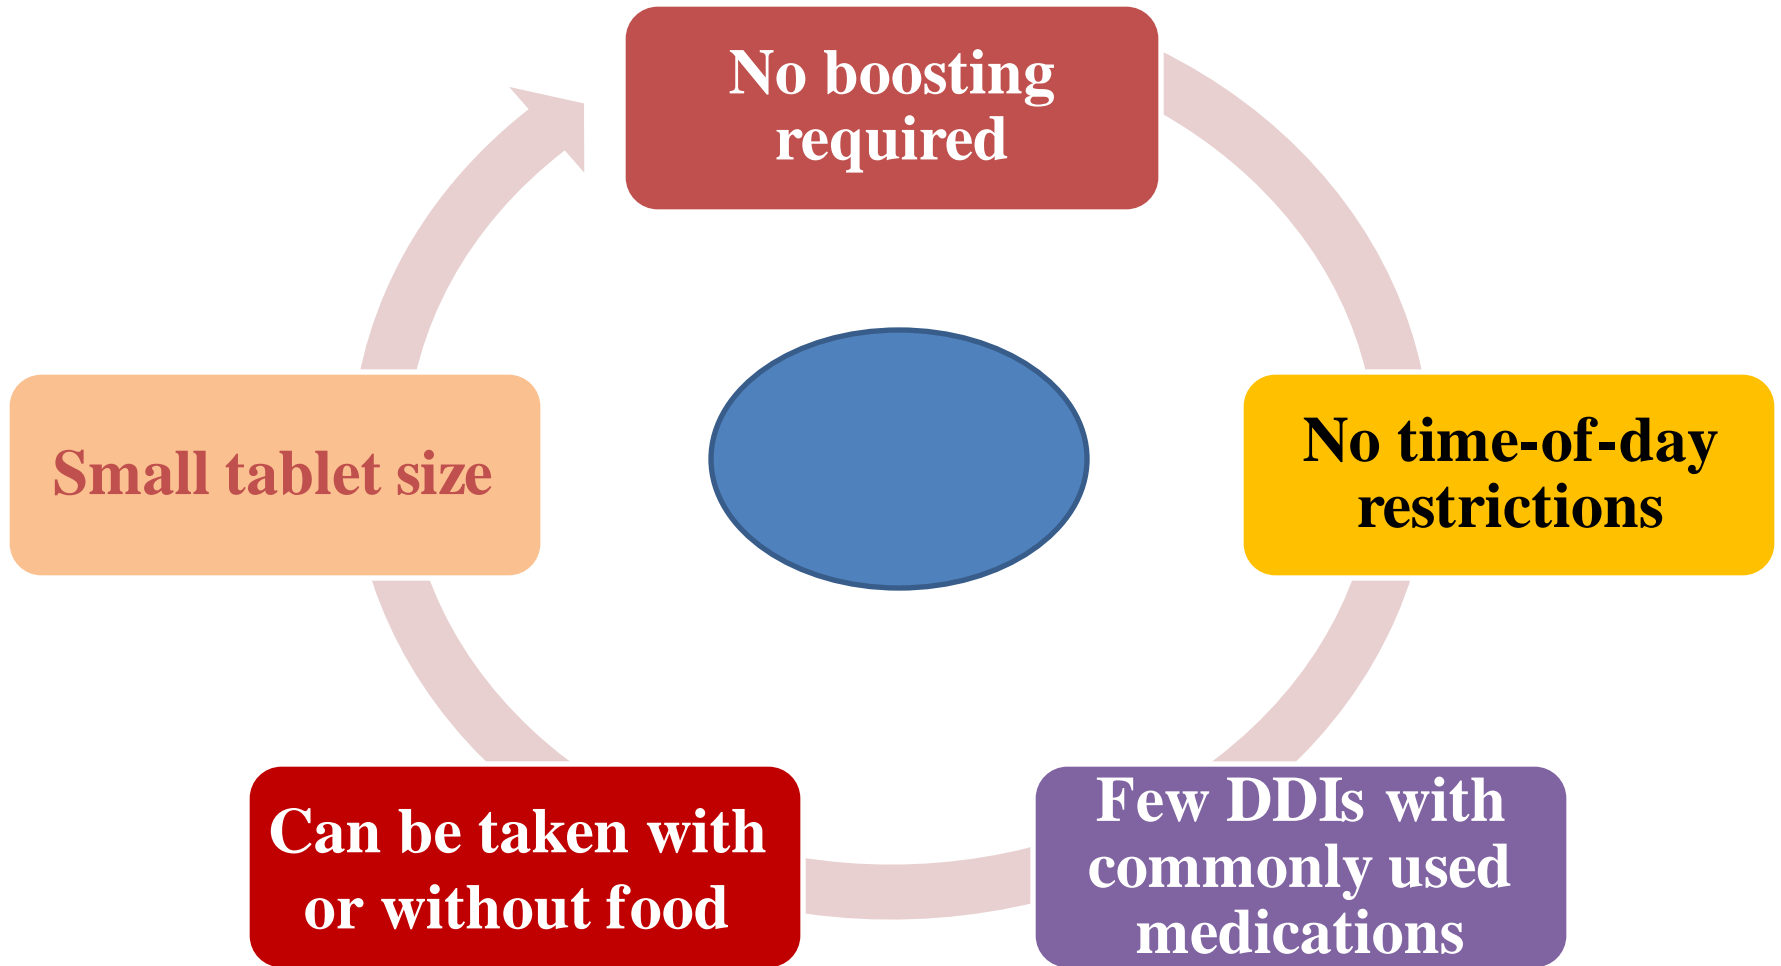 No boosting
required
No time-of-day
restrictions
Few DDIs with
commonly used
medications
Can be taken with
or without food
Small tablet size